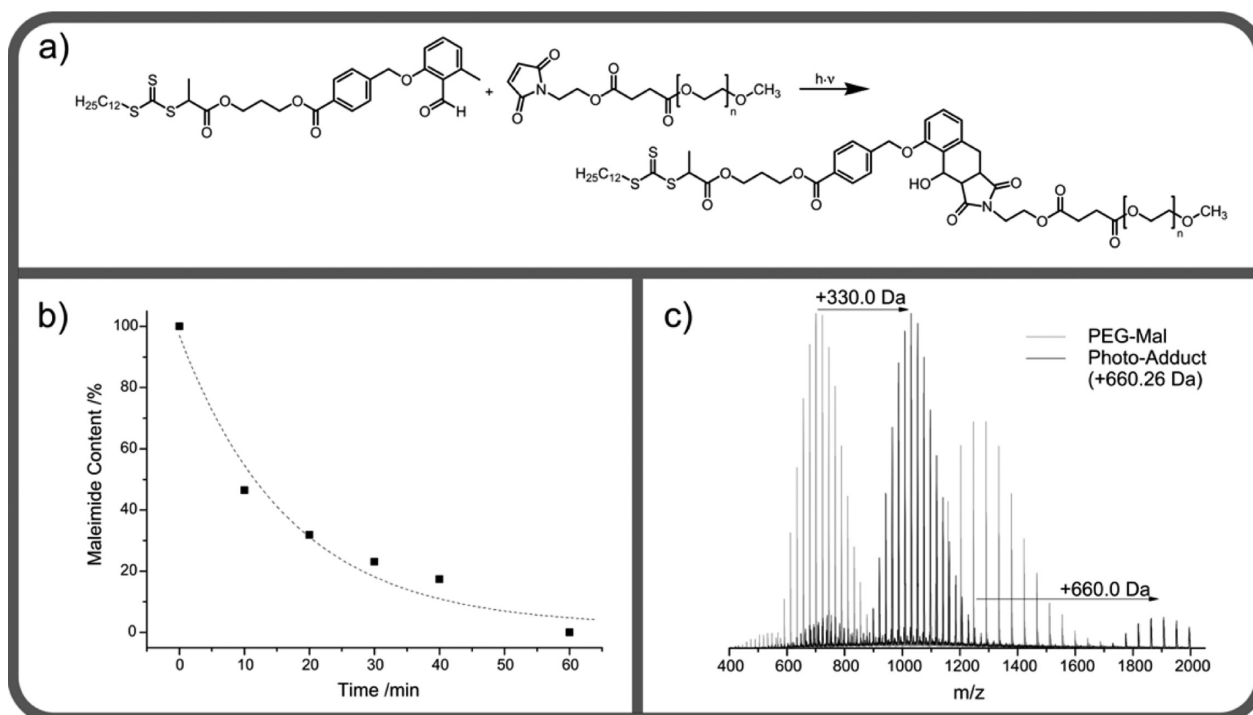 a)
H25C12 S S S O O O O O O H
+
O O N O O O [ O ]n O CH3
h·ν
H25C12 S S S O O O O O HO O O N O O O [ O ]n O CH3
b)
100
80
60
40
20
0
Maleimide Content /%
0 10 20 30 40 50 60
Time /min
c)
+330.0 Da
PEG-Mal
Photo-Adduct
(+660.26 Da)
+660.0 Da
400 600 800 1000 1200 1400 1600 1800 2000
m/z